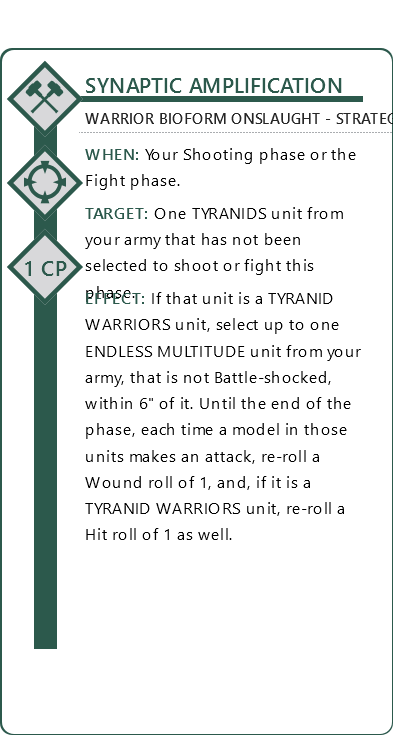 SYNAPTIC AMPLIFICATION
WARRIOR BIOFORM ONSLAUGHT - STRATEG
WHEN: Your Shooting phase or the
Fight phase.
TARGET: One TYRANIDS unit from
your army that has not been
selected to shoot or fight this
phase.
EFFECT: If that unit is a TYRANID
WARRIORS unit, select up to one
ENDLESS MULTITUDE unit from your
army, that is not Battle-shocked,
within 6" of it. Until the end of the
phase, each time a model in those
units makes an attack, re-roll a
Wound roll of 1, and, if it is a
TYRANID WARRIORS unit, re-roll a
Hit roll of 1 as well.
1 CP